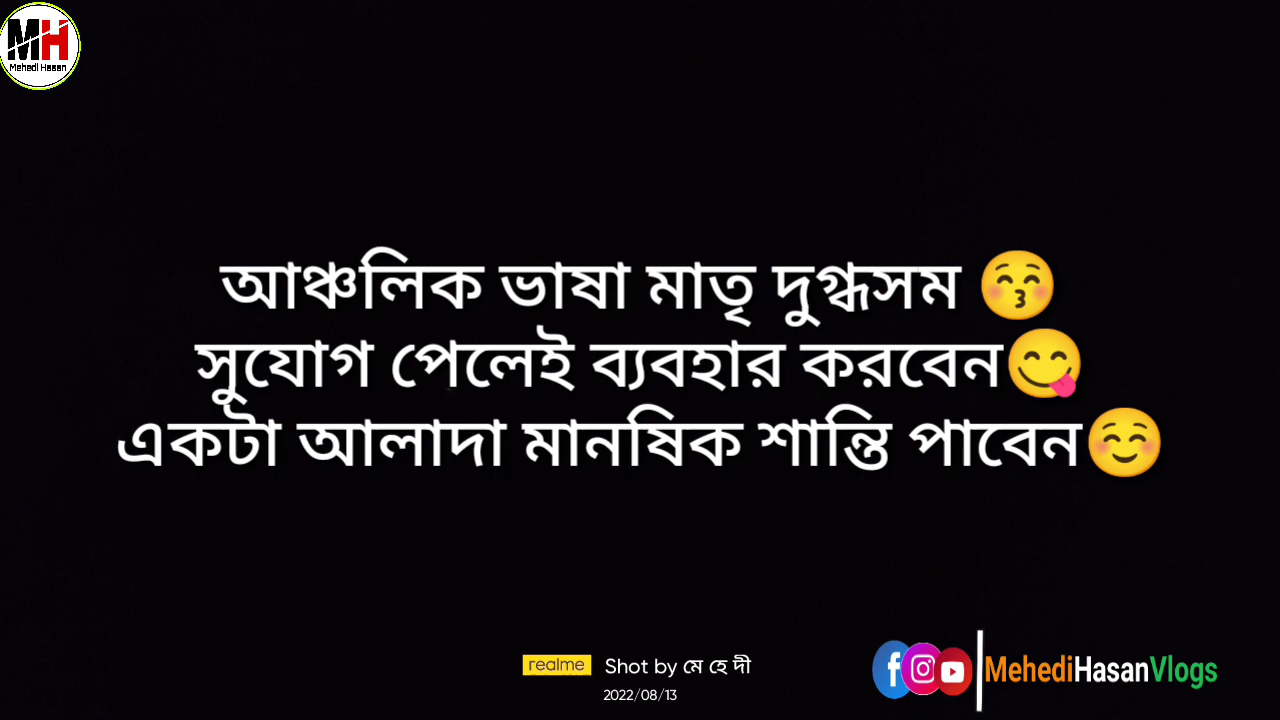 MH
Mehedi Hasan
আঞ্চলিক ভাষা মাতৃ দুগ্ধসম 😚
সুযোগ পেলেই ব্যবহার করবেন😋
একটা আলাদা মানষিক শান্তি পাবেন☺️
realme Shot by মে হে দী
2022/08/13
MehediHasanVlogs